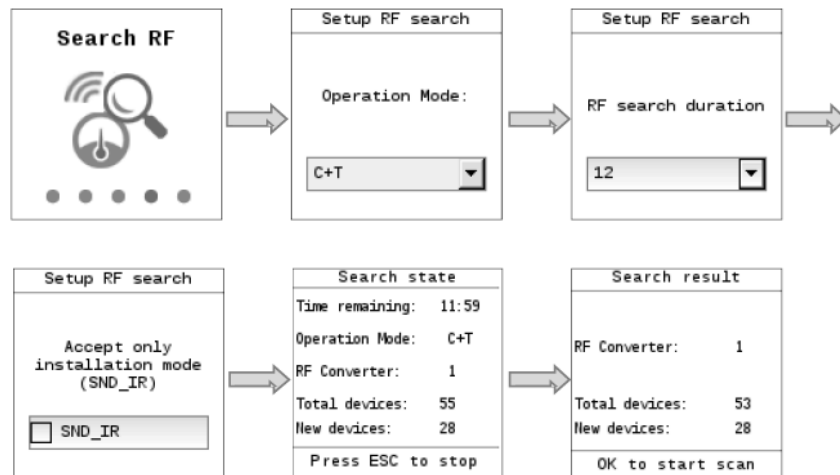 Search RF
Setup RF search
Operation Mode:
C+T
Setup RF search
RF search duration
12
Setup RF search
Accept only
installation mode
(SND_IR)
SND_IR
Search state
Time remaining: 11:59
Operation Mode: C+T
RF Converter: 1
Total devices: 55
New devices: 28
Press ESC to stop
Search result
RF Converter: 1
Total devices: 53
New devices: 28
OK to start scan